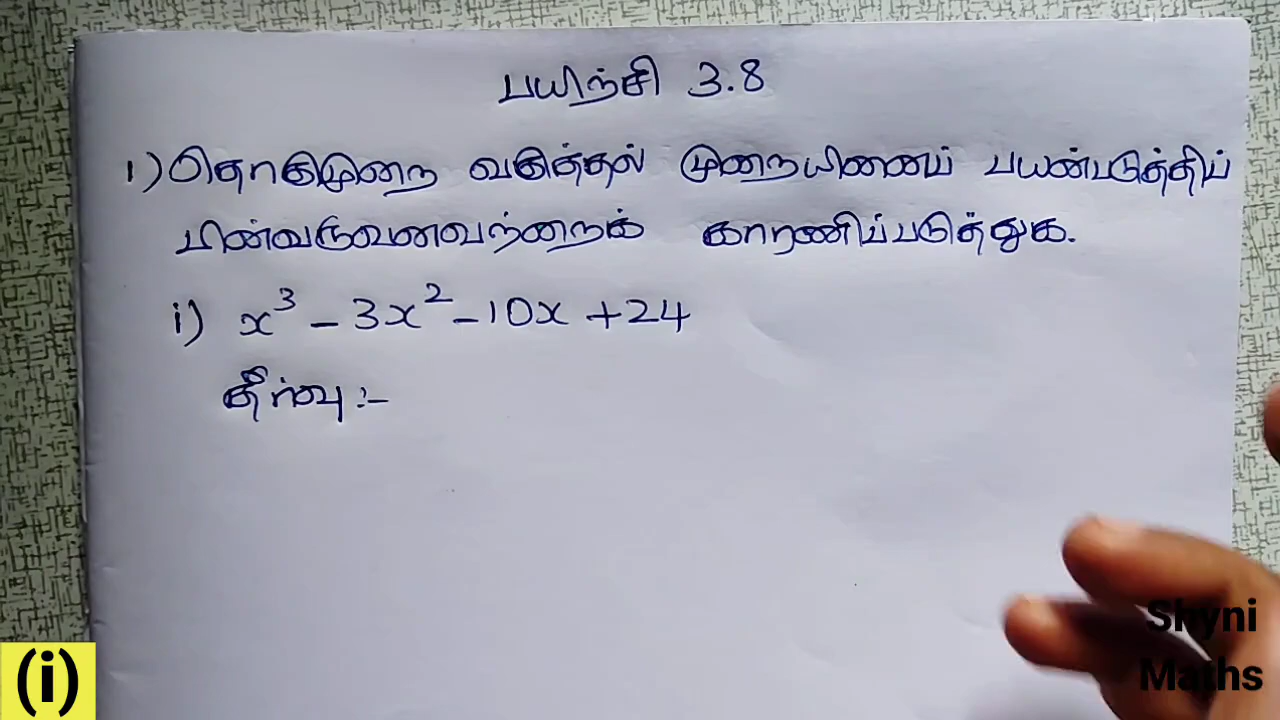 பயிற்சி 3.8
1) தொகுமுறை வகுத்தல் முறையினைப் பயன்படுத்திப்
பின்வருவனவற்றைக் காரணிப்படுத்துக.
i) x³ - 3x² - 10x + 24
தீர்வு :-
(i)
Shyni
Maths